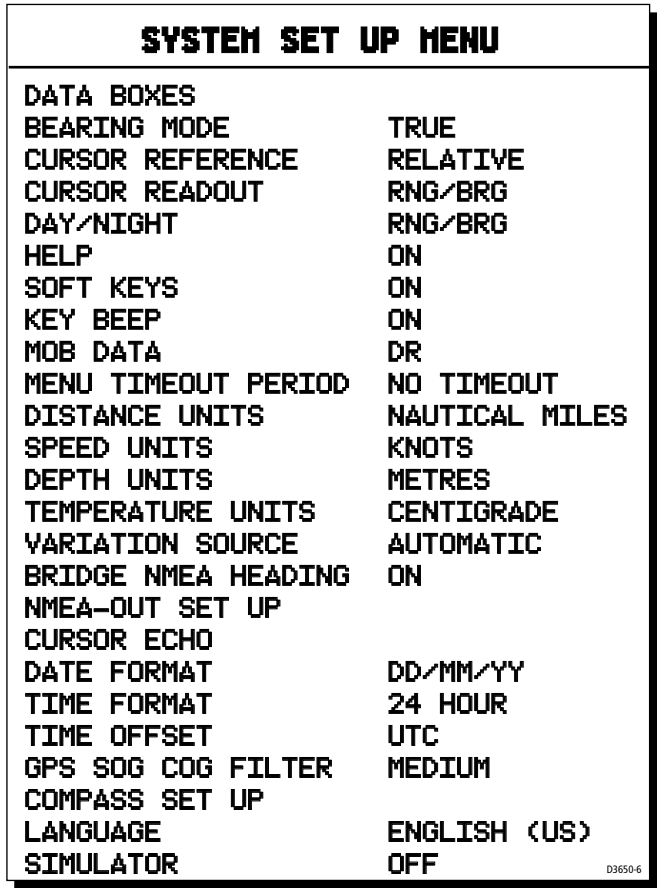 SYSTEM SET UP MENU
DATA BOXES
BEARING MODE TRUE
CURSOR REFERENCE RELATIVE
CURSOR READOUT RNG/BRG
DAY/NIGHT RNG/BRG
HELP ON
SOFT KEYS ON
KEY BEEP ON
MOB DATA DR
MENU TIMEOUT PERIOD NO TIMEOUT
DISTANCE UNITS NAUTICAL MILES
SPEED UNITS KNOTS
DEPTH UNITS METRES
TEMPERATURE UNITS CENTIGRADE
VARIATION SOURCE AUTOMATIC
BRIDGE NMEA HEADING ON
NMEA-OUT SET UP
CURSOR ECHO
DATE FORMAT DD/MM/YY
TIME FORMAT 24 HOUR
TIME OFFSET UTC
GPS SOG COG FILTER MEDIUM
COMPASS SET UP
LANGUAGE ENGLISH (US)
SIMULATOR OFF
D3650-6